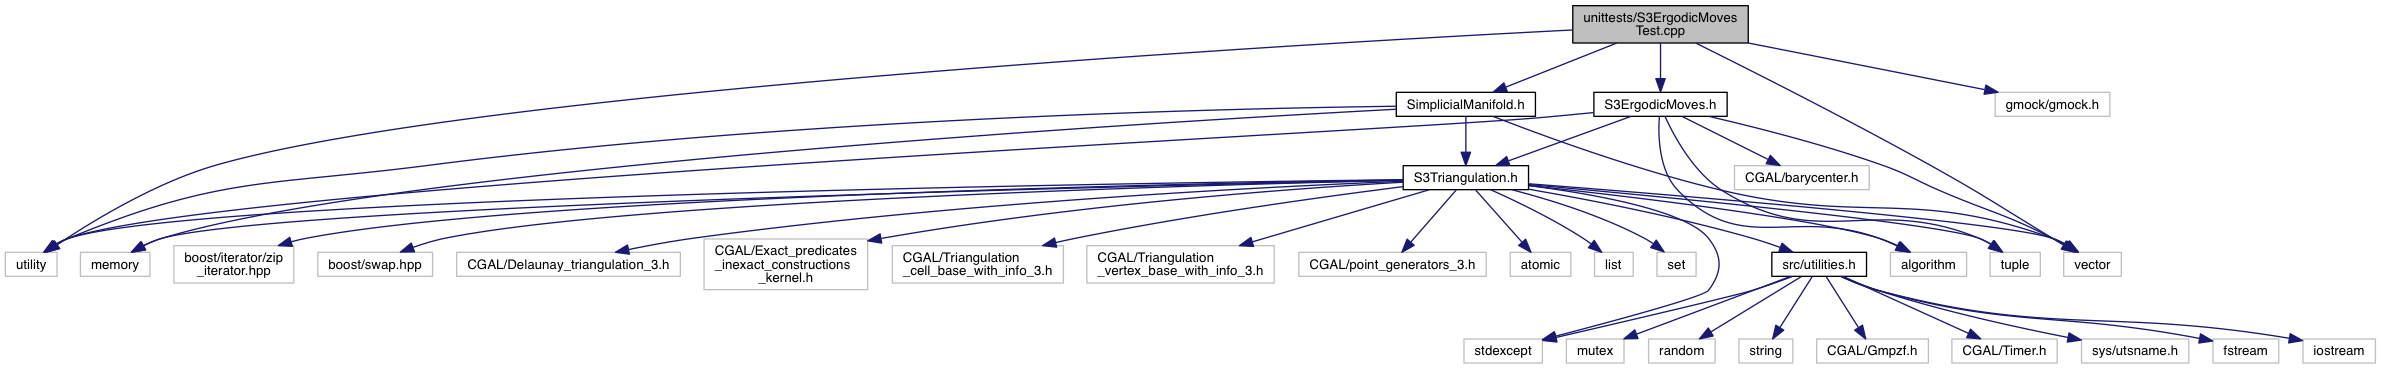 unittests/S3ErgodicMoves
Test.cpp
SimplicialManifold.h
S3ErgodicMoves.h
gmock/gmock.h
S3Triangulation.h
CGAL/barycenter.h
utility
memory
boost/iterator/zip
_iterator.hpp
boost/swap.hpp
CGAL/Delaunay_triangulation_3.h
CGAL/Exact_predicates
_inexact_constructions
_kernel.h
CGAL/Triangulation
_cell_base_with_info_3.h
CGAL/Triangulation
_vertex_base_with_info_3.h
CGAL/point_generators_3.h
atomic
list
set
src/utilities.h
algorithm
tuple
vector
stdexcept
mutex
random
string
CGAL/Gmpzf.h
CGAL/Timer.h
sys/utsname.h
fstream
iostream